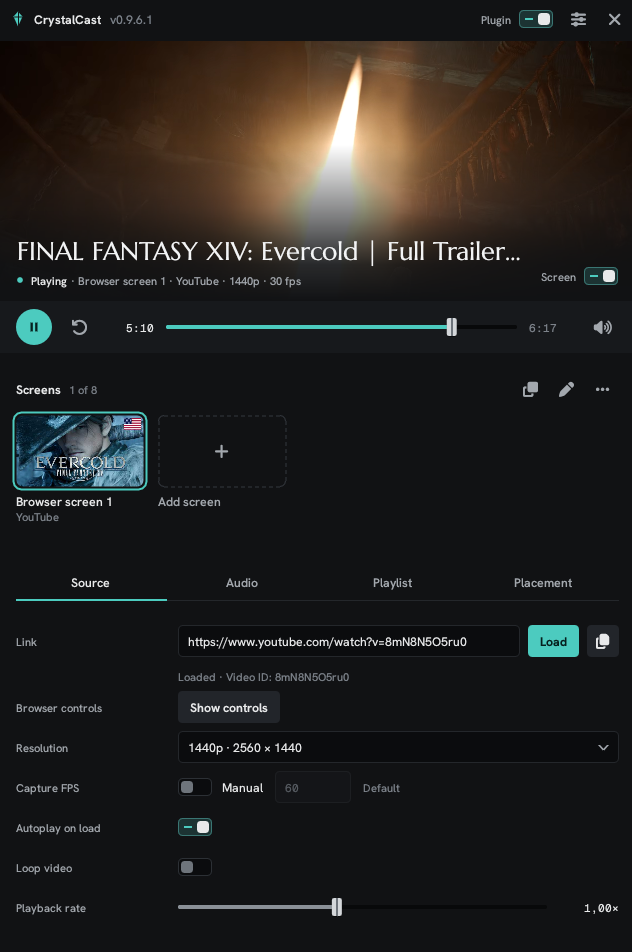 CrystalCast v0.9.6.1 Plugin
FINAL FANTASY XIV: Evercold | Full Trailer...
Playing · Browser screen 1 · YouTube · 1440p · 30 fps
Screen
5:10 6:17
Screens 1 of 8
EVERCOLD
FINAL FANTASY XIV
Browser screen 1 Add screen
YouTube
Source Audio Playlist Placement
Link https://www.youtube.com/watch?v=8mN8N5O5ru0 Load
Loaded · Video ID: 8mN8N5O5ru0
Browser controls Show controls
Resolution 1440p · 2560 × 1440
Capture FPS Manual 60 Default
Autoplay on load
Loop video
Playback rate 1,00×